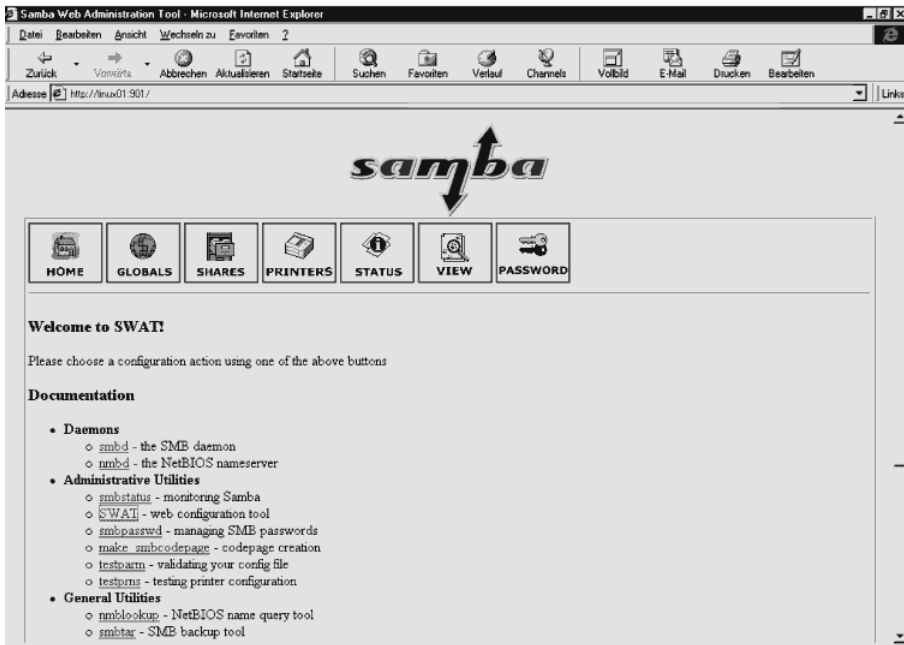 Samba Web Administration Tool - Microsoft Internet Explorer
Datei Bearbeiten Ansicht Wechseln zu Favoriten ?
Zurück Vorwärts Abbrechen Aktualisieren Startseite Suchen Favoriten Verlauf Channels Vollbild E-Mail Drucken Bearbeiten
Adresse http://linux01:901/ Links
samba
HOME GLOBALS SHARES PRINTERS STATUS VIEW PASSWORD
Welcome to SWAT!
Please choose a configuration action using one of the above buttons
Documentation
• Daemons
o smbd - the SMB daemon
o nmbd - the NetBIOS nameserver
• Administrative Utilities
o smbstatus - monitoring Samba
o SWAT - web configuration tool
o smbpasswd - managing SMB passwords
o make_smbcodepage - codepage creation
o testparm - validating your config file
o testprns - testing printer configuration
• General Utilities
o nmblookup - NetBIOS name query tool
o smbtar - SMB backup tool